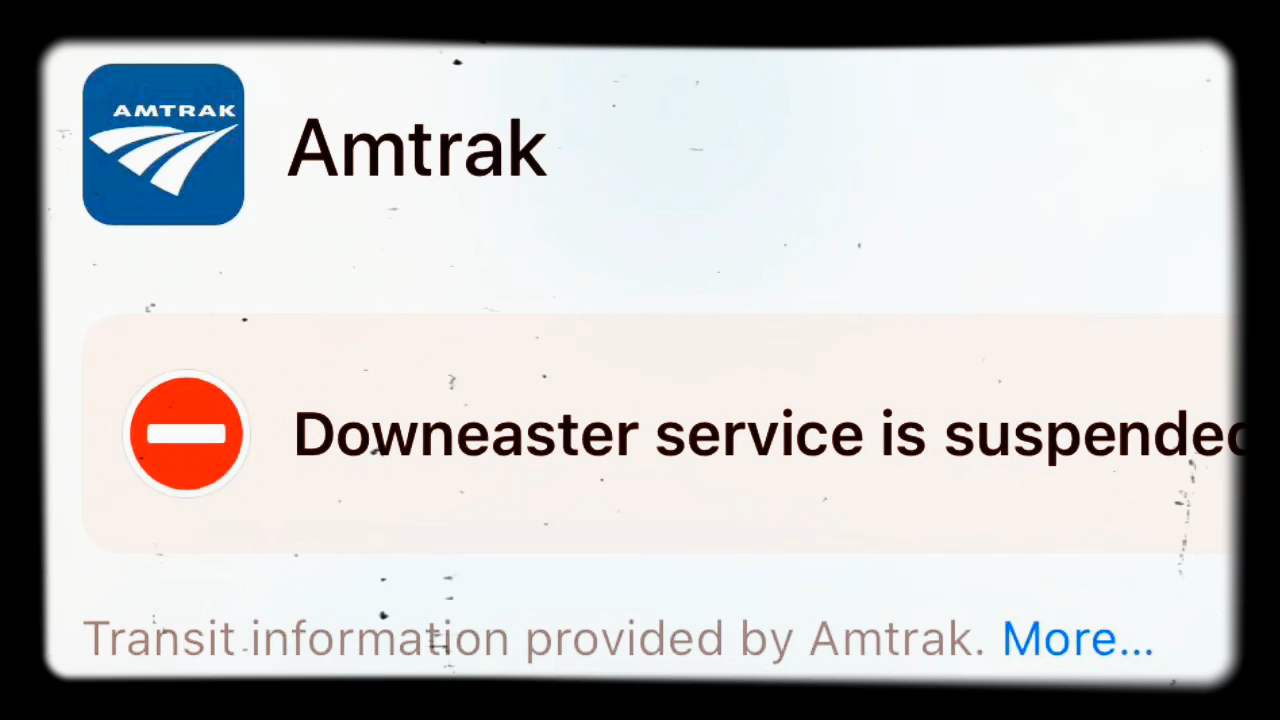 AMTRAK
Amtrak
Downeaster service is suspended
Transit information provided by Amtrak. More...